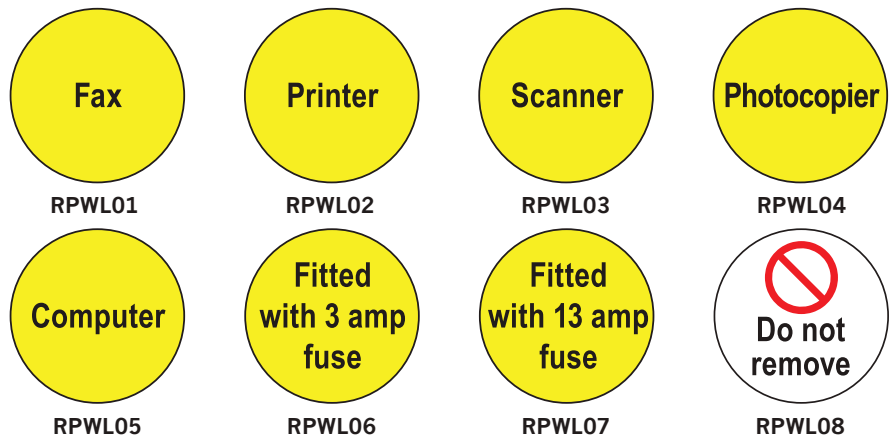 Fax
Printer
Scanner
Photocopier
RPWL01
RPWL02
RPWL03
RPWL04
Computer
Fitted
with 3 amp
fuse
Fitted
with 13 amp
fuse
Do not
remove
RPWL05
RPWL06
RPWL07
RPWL08